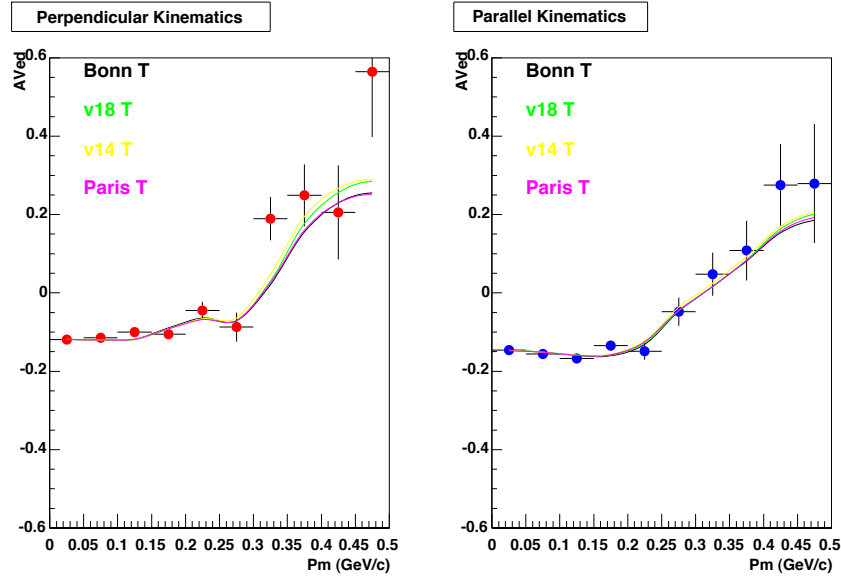 Perpendicular Kinematics
AVed
0.6
0.4
0.2
0
-0.2
-0.4
-0.6
Bonn T
v18 T
v14 T
Paris T
0 0.05 0.1 0.15 0.2 0.25 0.3 0.35 0.4 0.45 0.5
Pm (GeV/c)
Parallel Kinematics
AVed
0.6
0.4
0.2
0
-0.2
-0.4
-0.6
Bonn T
v18 T
v14 T
Paris T
0 0.05 0.1 0.15 0.2 0.25 0.3 0.35 0.4 0.45 0.5
Pm (GeV/c)